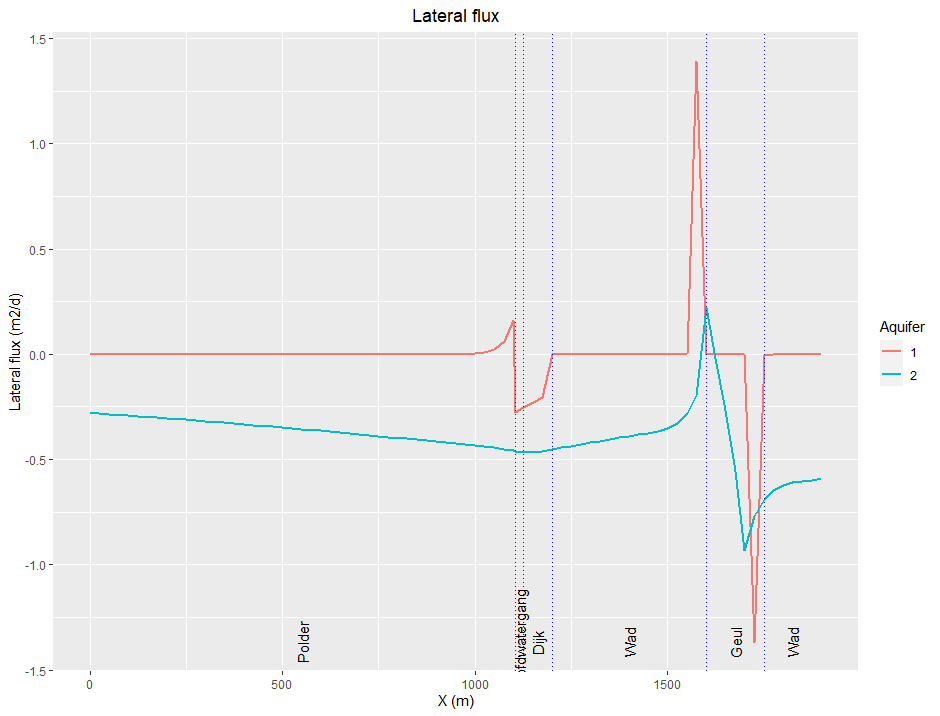 Lateral flux
1.5
1.0
0.5
0.0
-0.5
-1.0
-1.5
Lateral flux (m2/d)
0
500
1000
1500
X (m)
Polder
ofdwatergang
Dijk
Wad
Geul
Wad
Aquifer
1
2